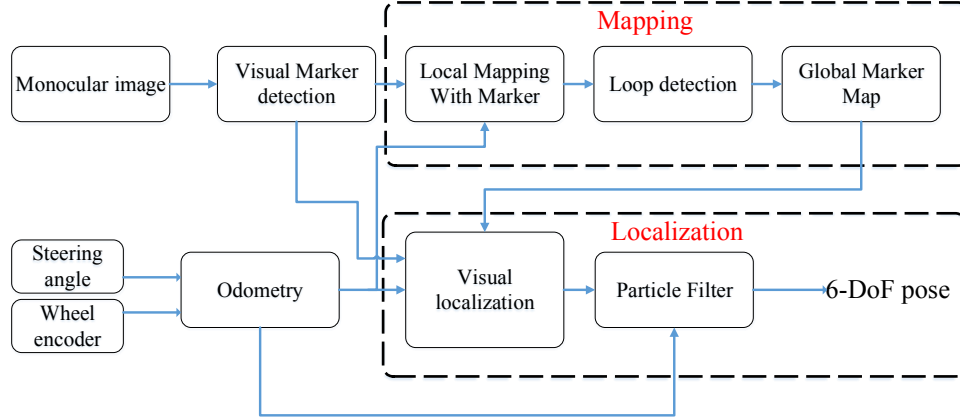 Mapping
Monocular image
Visual Marker
detection
Local Mapping
With Marker
Loop detection
Global Marker
Map
Localization
Steering
angle
Wheel
encoder
Odometry
Visual
localization
Particle Filter
6-DoF pose